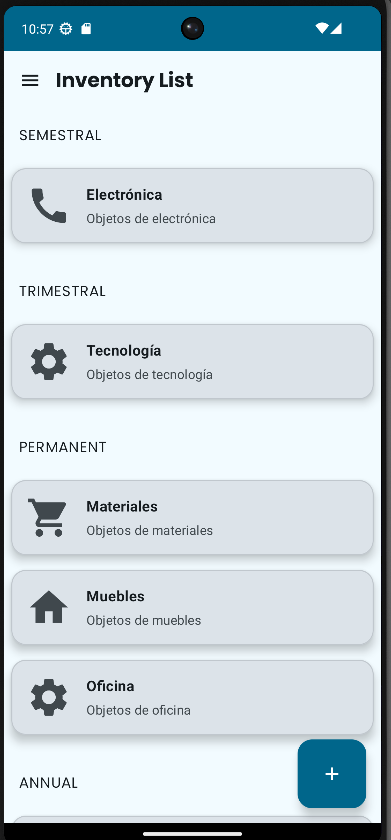 10:57
Inventory List
SEMESTRAL
Electrónica
Objetos de electrónica
TRIMESTRAL
Tecnología
Objetos de tecnología
PERMANENT
Materiales
Objetos de materiales
Muebles
Objetos de muebles
Oficina
Objetos de oficina
+
ANNUAL